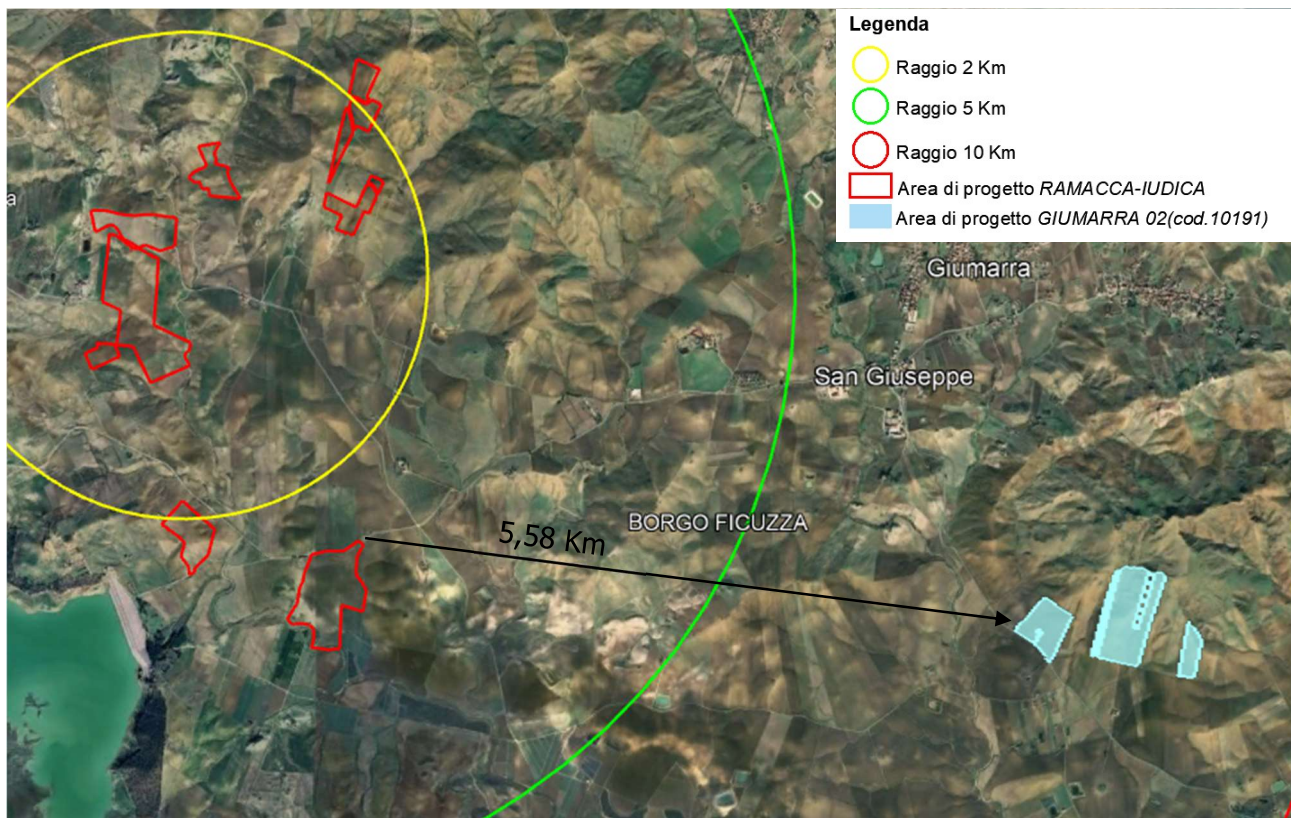 Legenda
Raggio 2 Km
Raggio 5 Km
Raggio 10 Km
Area di progetto RAMACCA-IUDICA
Area di progetto GIUMARRA 02(cod.10191)
a
Giumarra
San Giuseppe
BORGO FICUZZA
5,58 Km